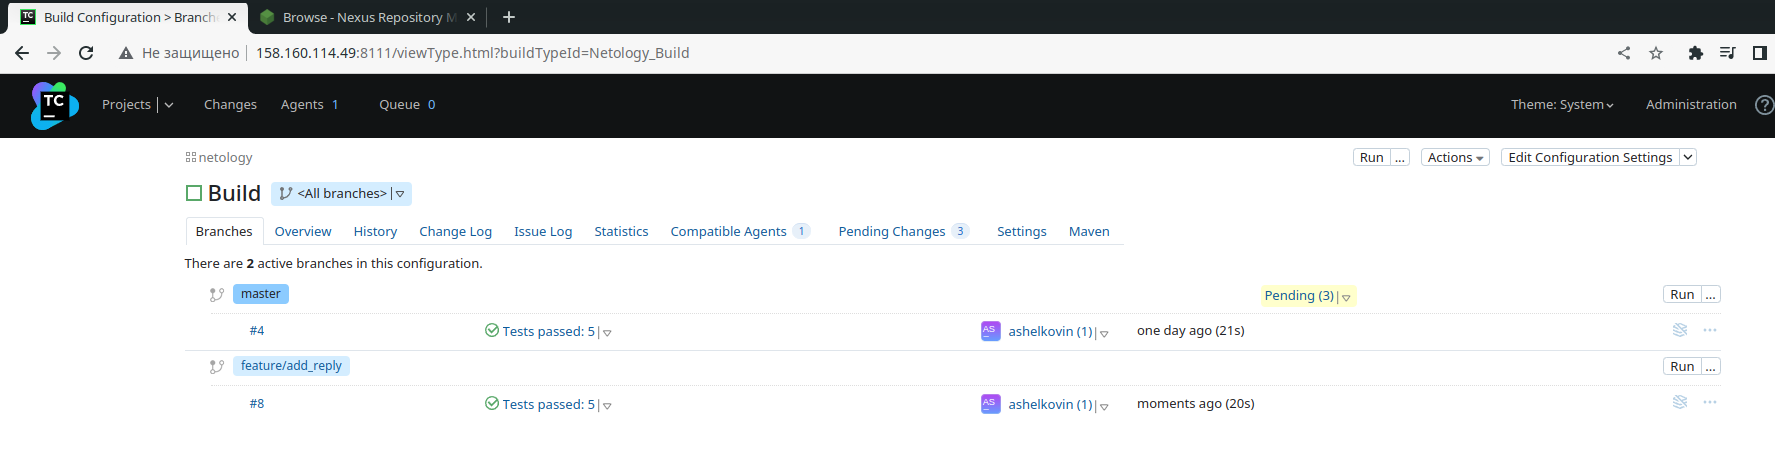 Build Configuration > Branch
Browse - Nexus Repository M
Не защищено 158.160.114.49:8111/viewType.html?buildTypeId=Netology_Build
TC Projects Changes Agents 1 Queue 0 Theme: System Administration ?
netology Run ... Actions Edit Configuration Settings
Build <All branches>
Branches Overview History Change Log Issue Log Statistics Compatible Agents 1 Pending Changes 3 Settings Maven
There are 2 active branches in this configuration.
master Pending (3) Run ...
#4 Tests passed: 5 AS ashelkovin (1) one day ago (21s) ...
feature/add_reply Run ...
#8 Tests passed: 5 AS ashelkovin (1) moments ago (20s) ...